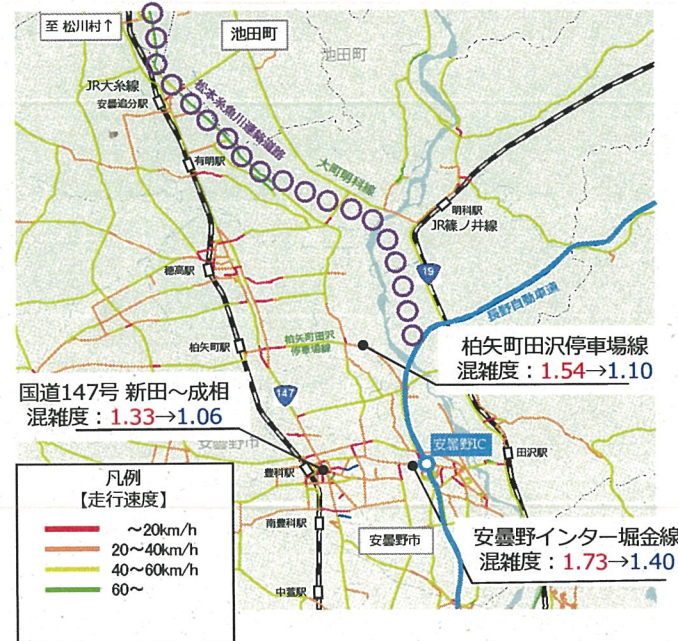 至 松川村↑
池田町
池田町
JR大糸線
安曇追分駅
松本糸魚川連絡道路
有明駅
大町明科線
明科駅
JR篠ノ井線
穂高駅
19
長野自動車道
柏矢町駅
柏矢町田沢
停車場線
柏矢町田沢停車場線
混雑度：1.54→1.10
国道147号 新田～成相
混雑度：1.33→1.06
147
安曇野市
安曇野IC
田沢駅
豊科駅
凡例
【走行速度】
～20km/h
20～40km/h
40～60km/h
60～
南豊科駅
安曇野市
安曇野インター堀金線
混雑度：1.73→1.40
中萱駅